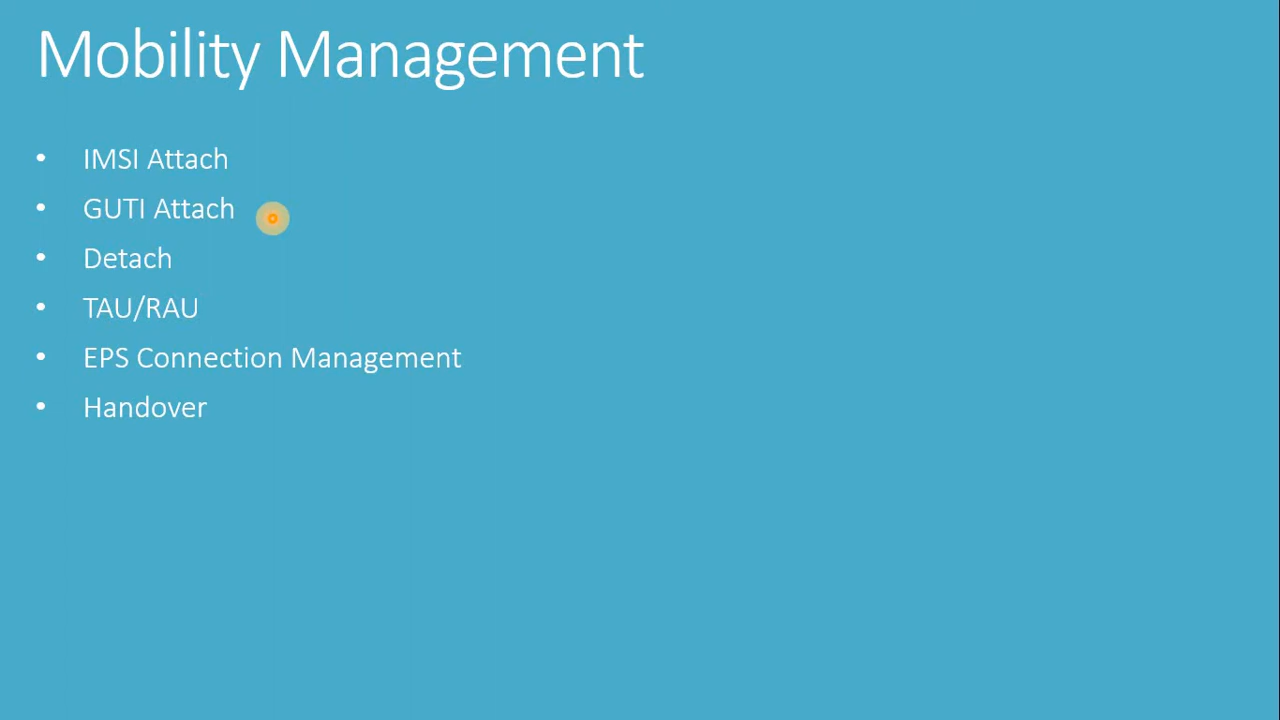 Mobility Management
• IMSI Attach
• GUTI Attach
• Detach
• TAU/RAU
• EPS Connection Management
• Handover